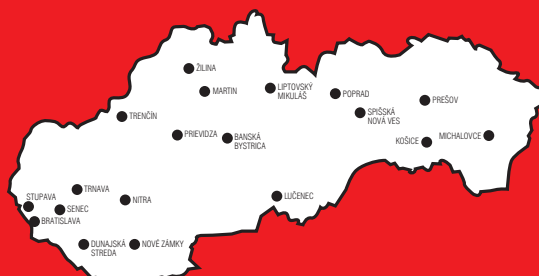 ŽILINA
MARTIN
LIPTOVSKÝ
MIKULÁŠ
POPRAD
PREŠOV
SPIŠSKÁ
NOVÁ VES
TRENČÍN
PRIEVIDZA
BANSKÁ
BYSTRICA
KOŠICE
MICHALOVCE
TRNAVA
STUPAVA
SENEC
NITRA
LUČENEC
BRATISLAVA
DUNAJSKÁ
STREDA
NOVÉ ZÁMKY